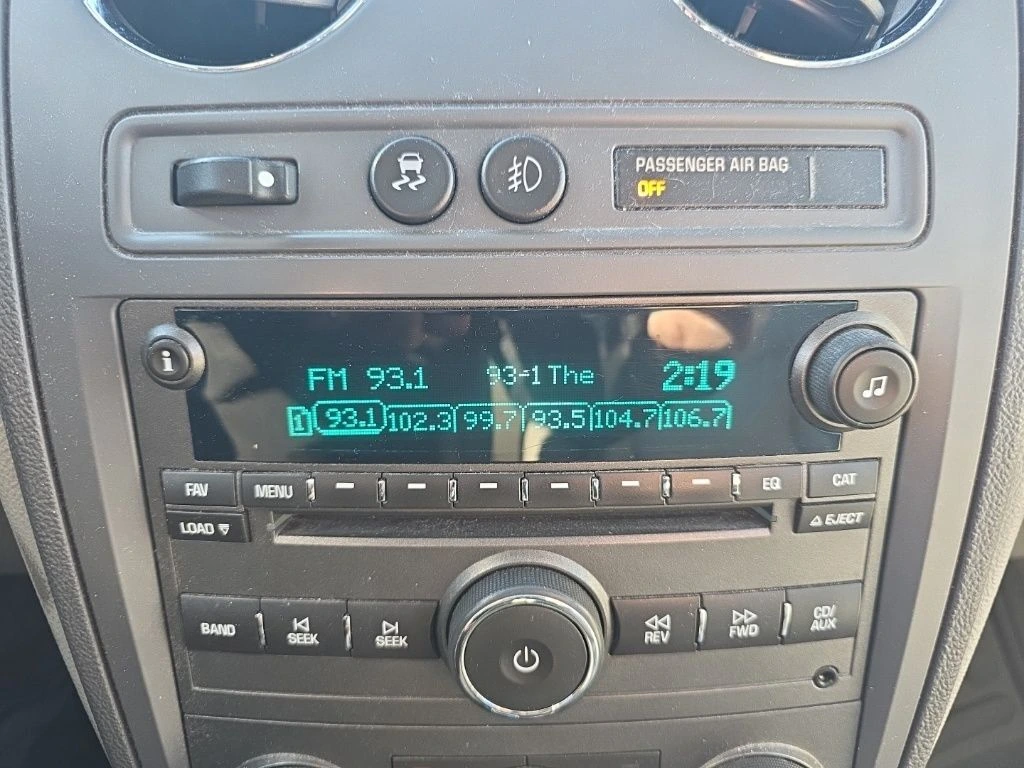 PASSENGER AIR BAG
OFF
i
FM 93.1 93-1 The 2:19
1 93.1 102.3 99.7 93.5 104.7 106.7
FAV MENU EQ CAT
LOAD EJECT
BAND SEEK SEEK REV FWD CD/
AUX